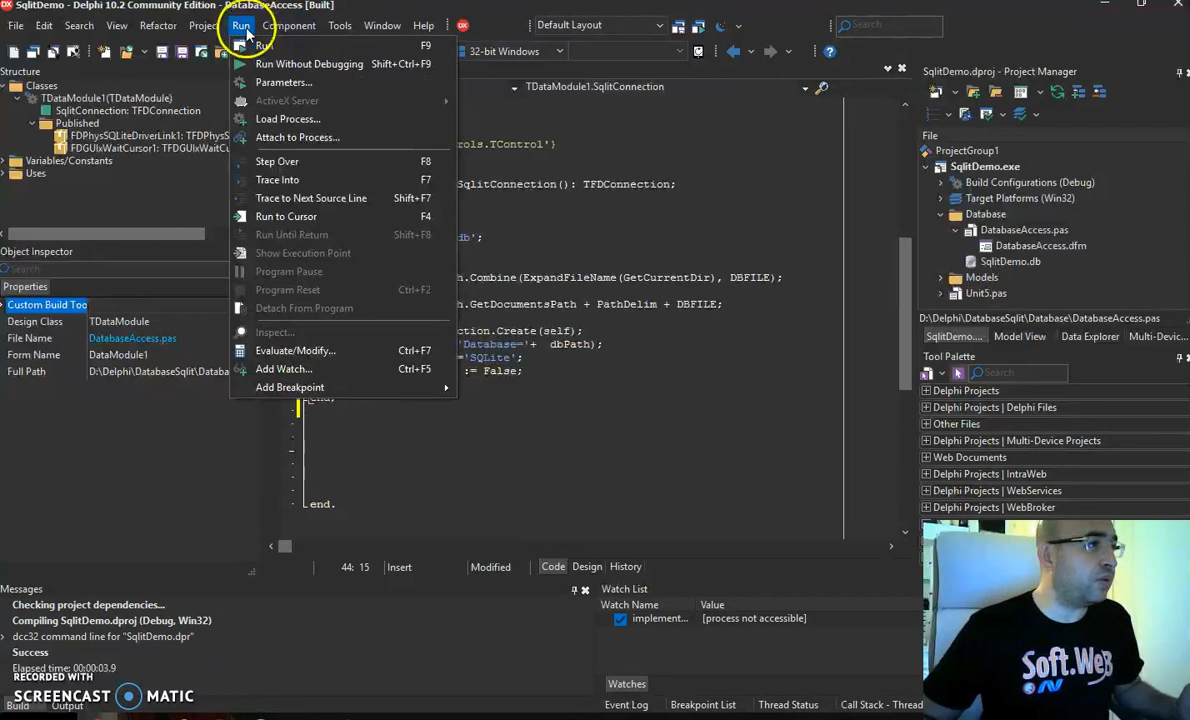 SqlitDemo - Delphi 10.2 Community Edition - DatabaseAccess [Built]
File Edit Search View Refactor Project Run Component Tools Window Help
Default Layout
Search
Run F9
Run Without Debugging Shift+Ctrl+F9
Parameters...
ActiveX Server
Load Process...
Attach to Process...
Step Over F8
Trace Into F7
Trace to Next Source Line Shift+F7
Run to Cursor F4
Run Until Return Shift+F8
Show Execution Point
Program Pause
Program Reset Ctrl+F2
Detach From Program
Inspect...
Evaluate/Modify... Ctrl+F7
Add Watch... Ctrl+F5
Add Breakpoint
32-bit Windows
Structure
Classes
TDataModule1(TDataModule)
SqlitConnection: TFDConnection
Published
FDPhysSQLiteDriverLink1: TFDPhysS
FDGUIxWaitCursor1: TFDGUIxWaitCu
Variables/Constants
Uses
Object Inspector
Search
Properties
Custom Build Too
Design Class TDataModule
File Name DatabaseAccess.pas
Form Name DataModule1
Full Path D:\Delphi\DatabaseSqlit\Databa
TDataModule1.SqlitConnection
rols.TControl'}
SqlitConnection(): TFDConnection;
db';
h.Combine(ExpandFileName(GetCurrentDir), DBFILE);
h.GetDocumentsPath + PathDelim + DBFILE;
ction.Create(self);
'Database='+ dbPath);
='SQLite';
:= False;
end;
end.
44: 15 Insert Modified Code Design History
SqlitDemo.dproj - Project Manager
File
ProjectGroup1
SqlitDemo.exe
Build Configurations (Debug)
Target Platforms (Win32)
Database
DatabaseAccess.pas
DatabaseAccess.dfm
SqlitDemo.db
Models
Unit5.pas
D:\Delphi\DatabaseSqlit\DatabaseAccess.pas
SqlitDemo.... Model View Data Explorer Multi-Devic...
Tool Palette
Search
Delphi Projects
Delphi Projects | Delphi Files
Other Files
Delphi Projects | Multi-Device Projects
Web Documents
Delphi Projects | IntraWeb
Delphi Projects | WebServices
Delphi Projects | WebBroker
Messages
Checking project dependencies...
Compiling SqlitDemo.dproj (Debug, Win32)
dcc32 command line for "SqlitDemo.dpr"
Success
Elapsed time: 00:00:03.9
RECORDED WITH
SCREENCAST MATIC
Build Output
Watch List
Watch Name Value
implement... [process not accessible]
Watches
Event Log Breakpoint List Thread Status Call Stack - Thread
Soft.WeB